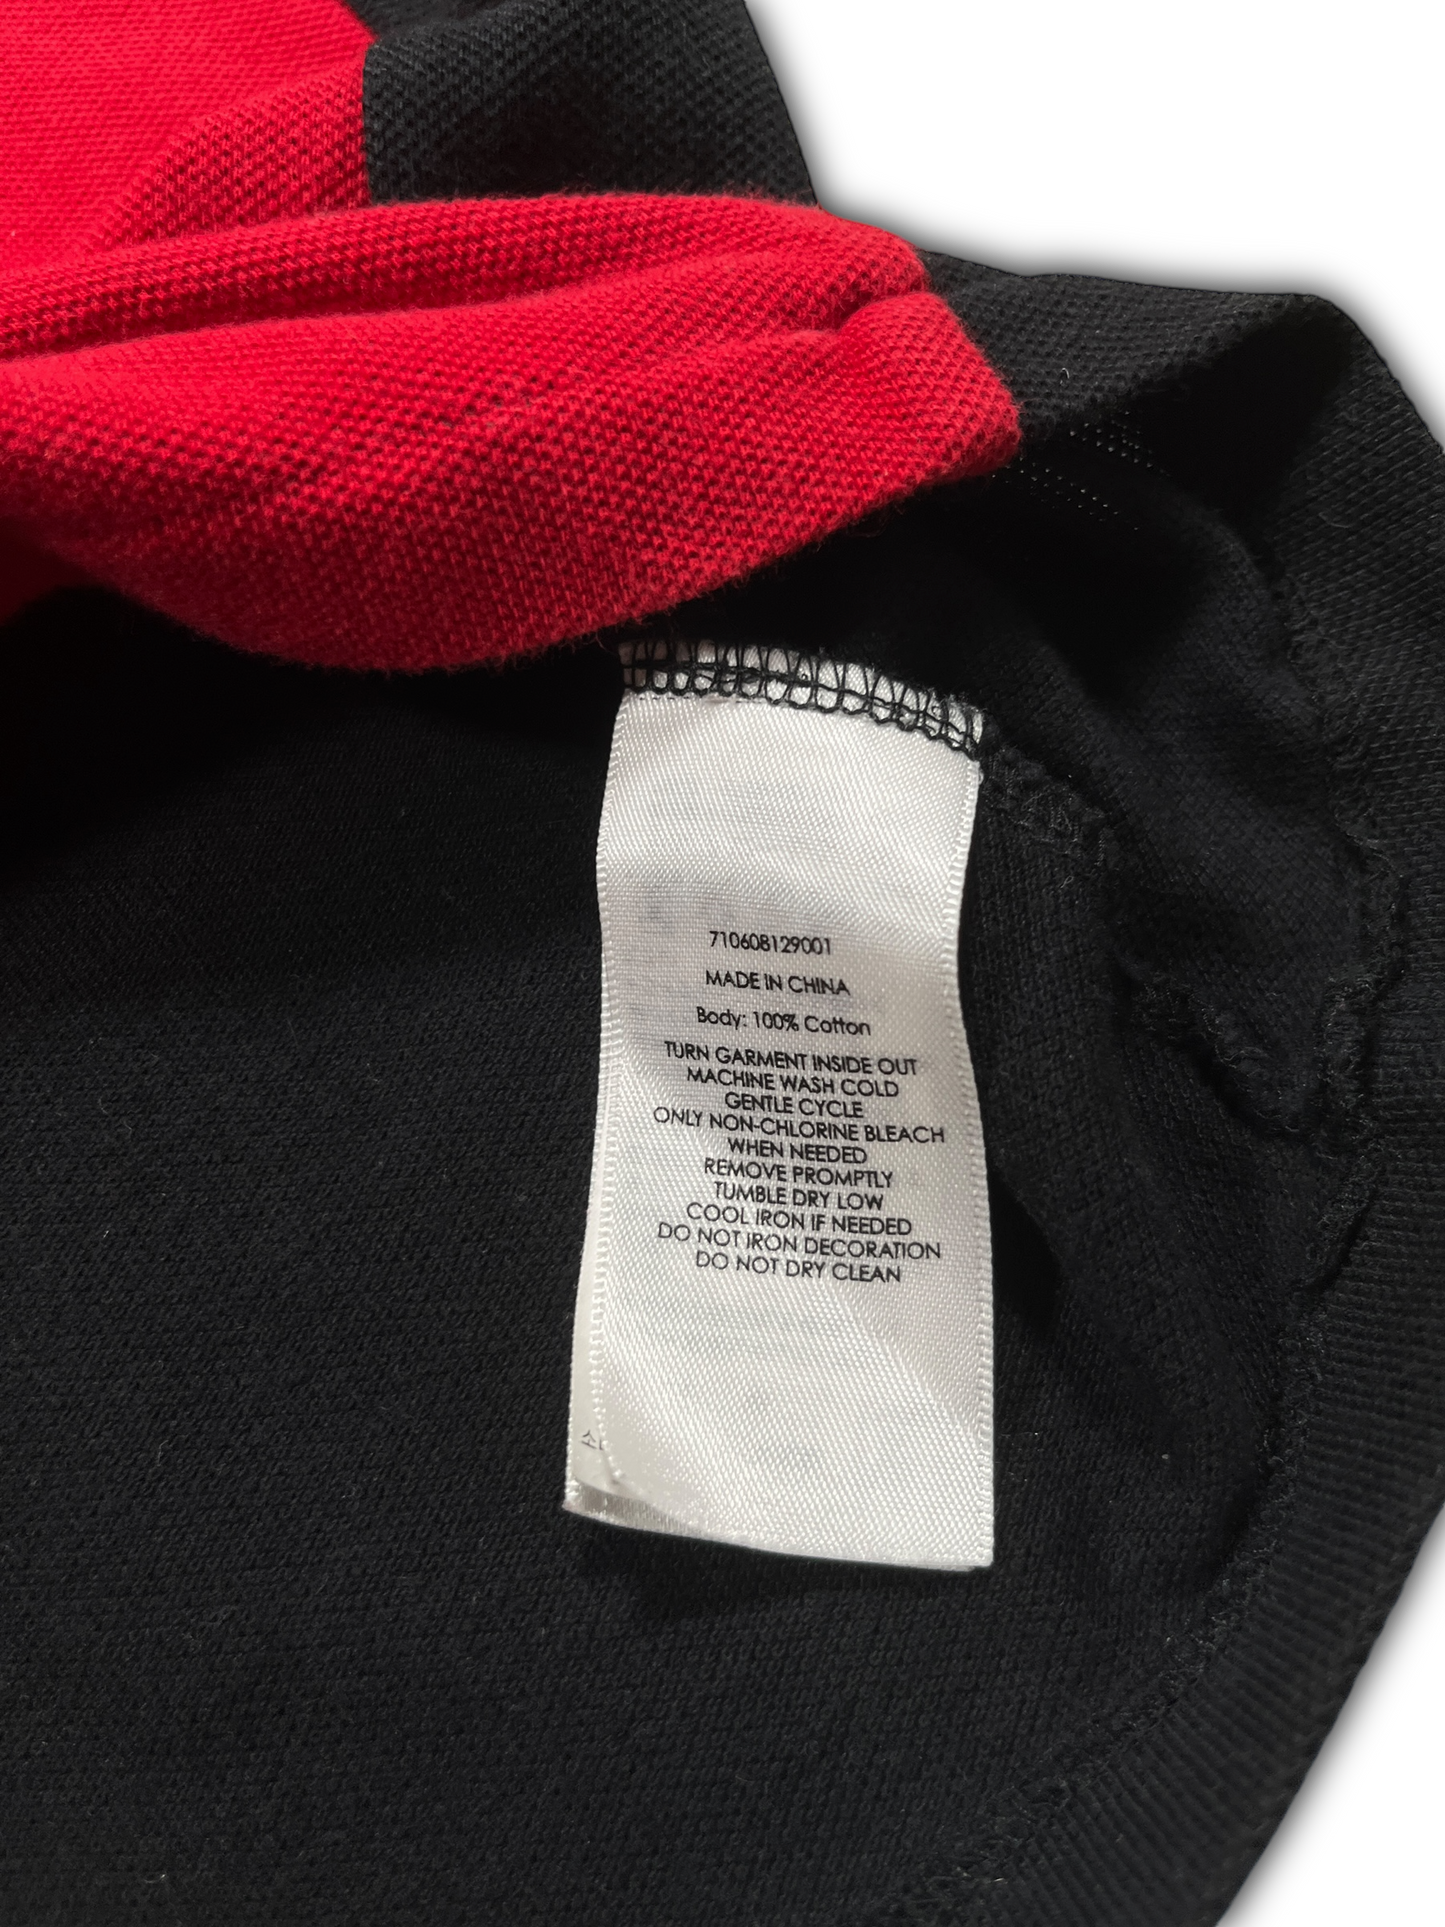 710608129001
MADE IN CHINA
Body: 100% Cotton
TURN GARMENT INSIDE OUT
MACHINE WASH COLD
GENTLE CYCLE
ONLY NON-CHLORINE BLEACH
WHEN NEEDED
REMOVE PROMPTLY
TUMBLE DRY LOW
COOL IRON IF NEEDED
DO NOT IRON DECORATION
DO NOT DRY CLEAN